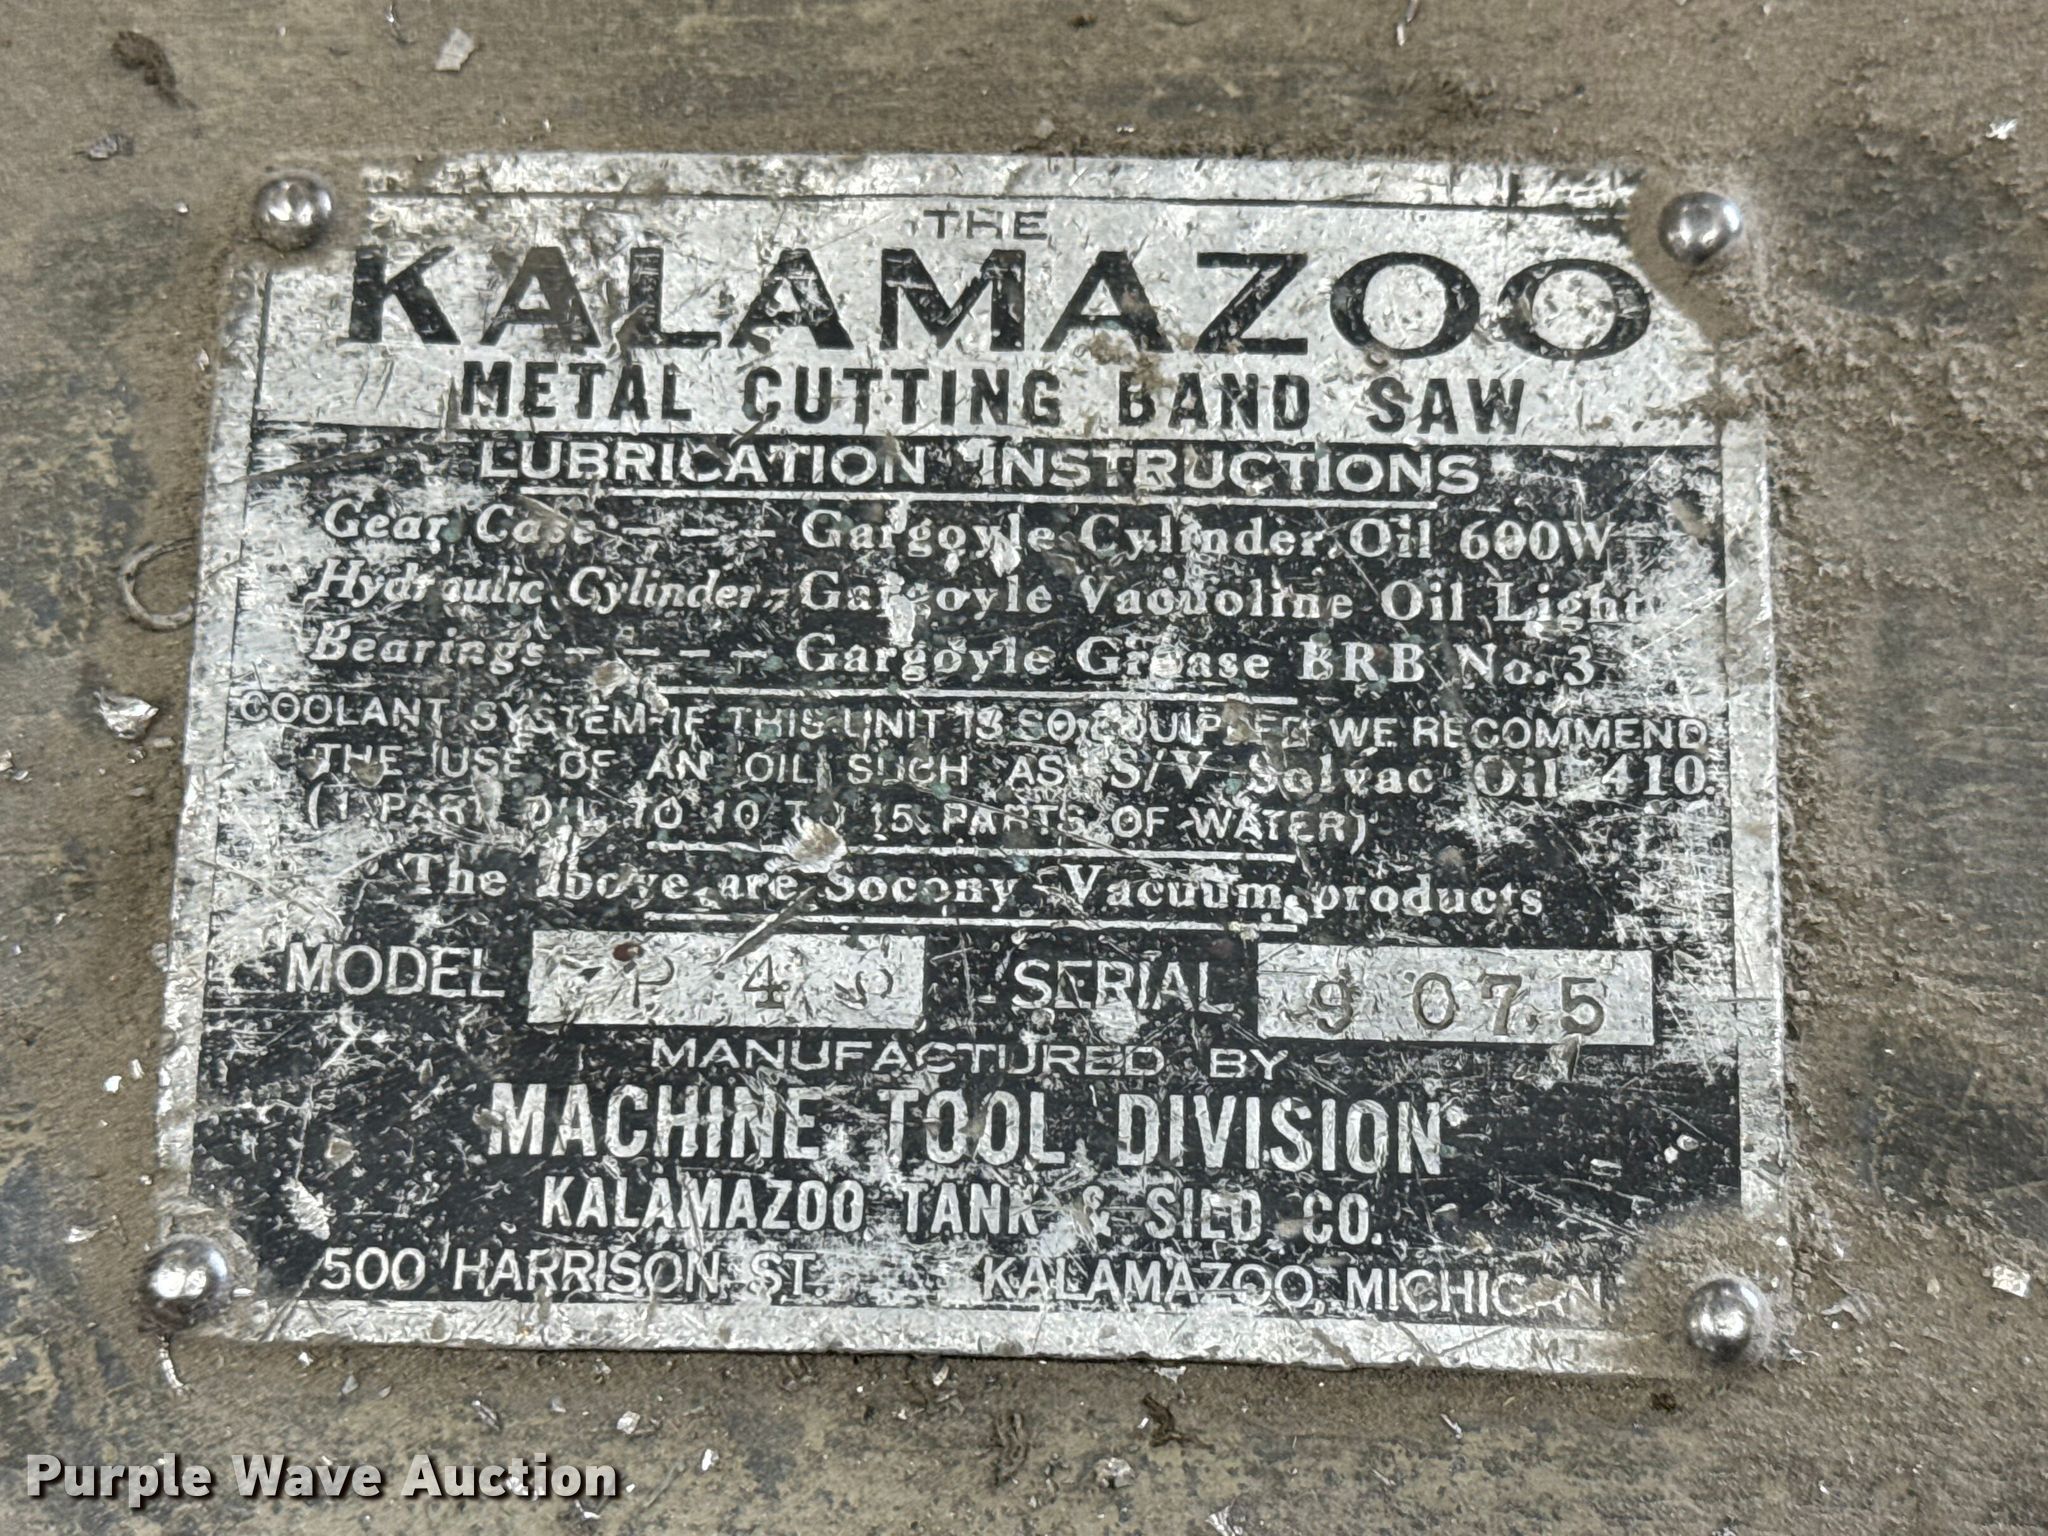 THE
KALAMAZOO
METAL CUTTING BAND SAW
LUBRICATION INSTRUCTIONS
Gear Case - - - Gargoyle Cylinder Oil 600W
Hydraulic Cylinder - Gargoyle Vacuoline Oil Light
Bearings - - - - Gargoyle Grease BRB No. 3
COOLANT SYSTEM-IF THIS UNIT IS SO EQUIPPED WE RECOMMEND
THE USE OF AN OIL SUCH AS S/V Solvac Oil 410
(1 PART OIL TO 10 TO 15 PARTS OF WATER)
The above are Socony Vacuum products
MODEL 4 SERIAL 9 075
MANUFACTURED BY
MACHINE TOOL DIVISION
KALAMAZOO TANK & SILO CO.
500 HARRISON ST. KALAMAZOO, MICHIGAN
Purple Wave Auction